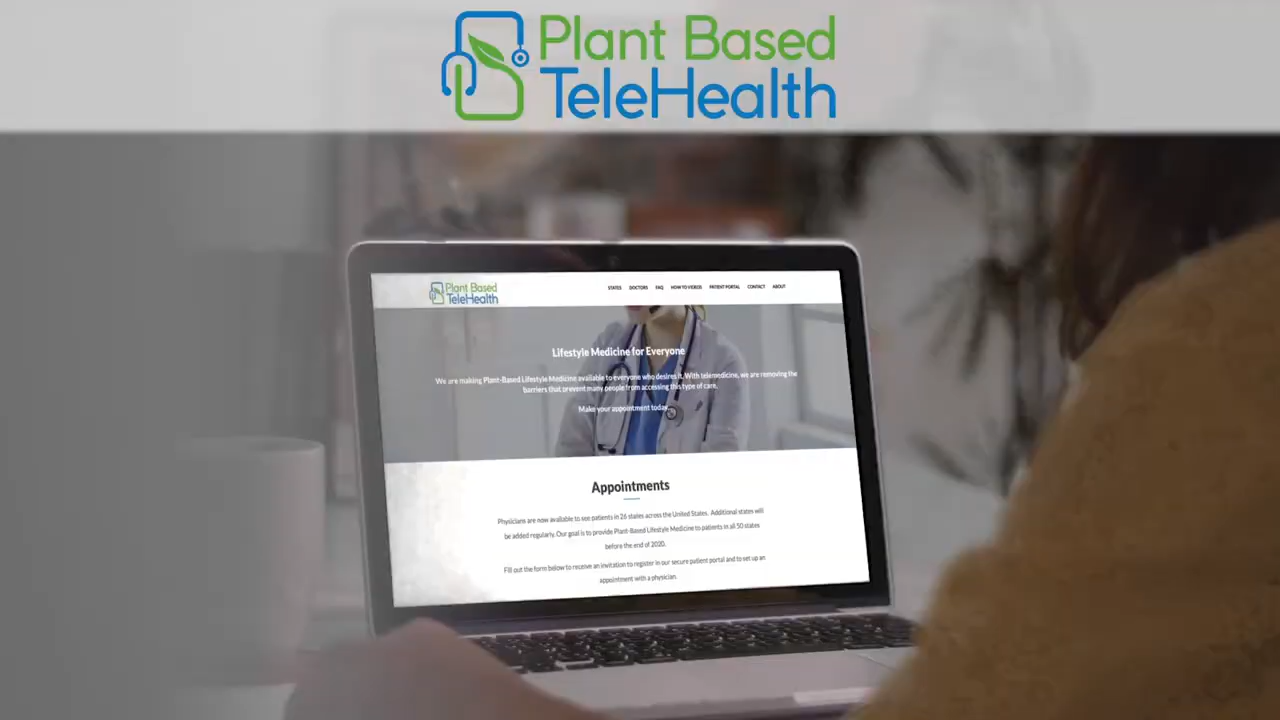 Plant Based
TeleHealth
Plant Based
TeleHealth
STATES DOCTORS FAQ HOW TO VIDEOS PATIENT PORTAL CONTACT ABOUT
Lifestyle Medicine for Everyone
We are making Plant-Based Lifestyle Medicine available to everyone who desires it. With telemedicine, we are removing the
barriers that prevent many people from accessing this type of care.
Make your appointment today...
Appointments
Physicians are now available to see patients in 26 states across the United States. Additional states will
be added regularly. Our goal is to provide Plant-Based Lifestyle Medicine to patients in all 50 states
before the end of 2020.
Fill out the form below to receive an invitation to register in our secure patient portal and to set up an
appointment with a physician.